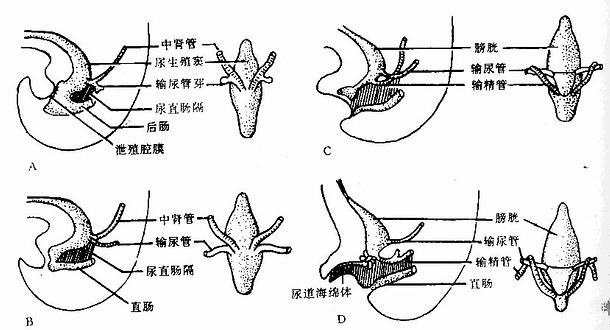 中肾管
尿生殖窦
输尿管芽
尿直肠隔
后肠
泄殖腔膜
A
膀胱
输尿管
输精管
C
中肾管
输尿管
尿直肠隔
直肠
B
膀胱
输尿管
输精管
直肠
尿道海绵体
D